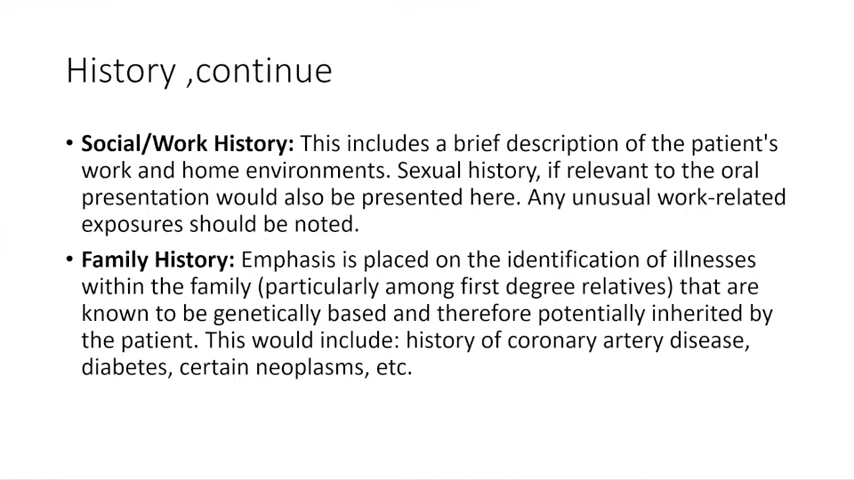 History ,continue
• Social/Work History: This includes a brief description of the patient's
work and home environments. Sexual history, if relevant to the oral
presentation would also be presented here. Any unusual work-related
exposures should be noted.
• Family History: Emphasis is placed on the identification of illnesses
within the family (particularly among first degree relatives) that are
known to be genetically based and therefore potentially inherited by
the patient. This would include: history of coronary artery disease,
diabetes, certain neoplasms, etc.